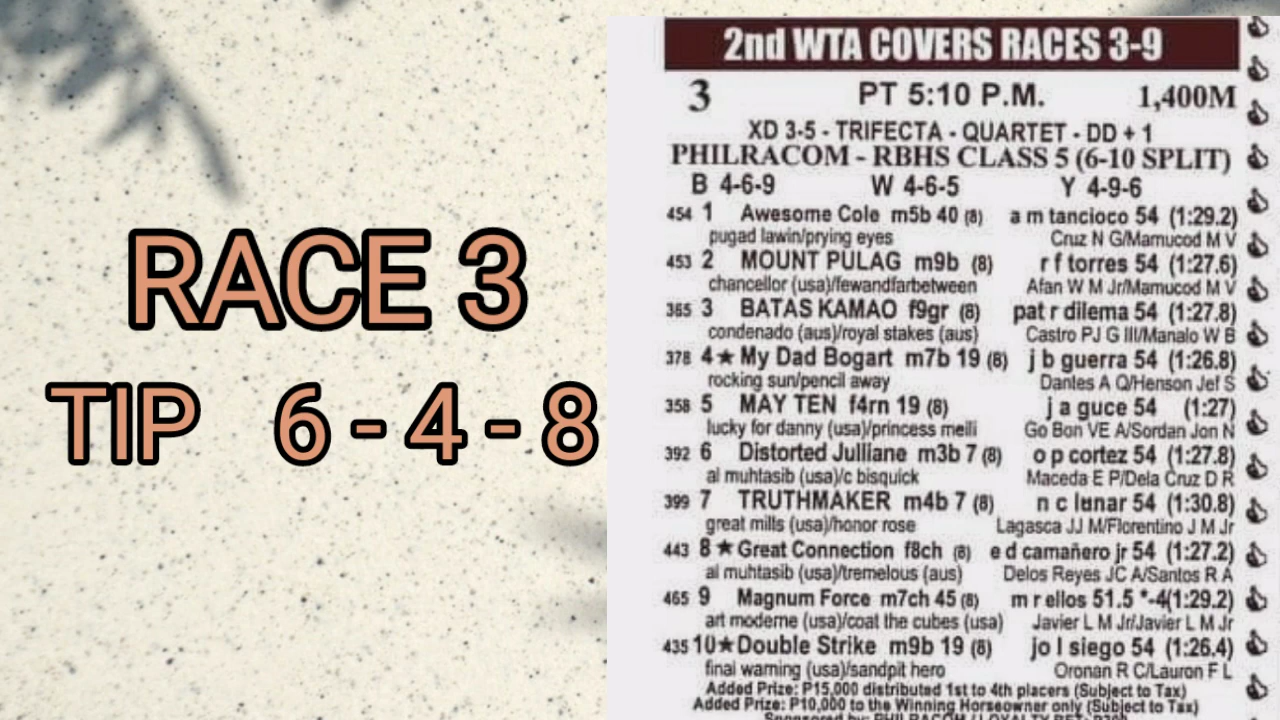 RACE 3
TIP 6 - 4 - 8
2nd WTA COVERS RACES 3-9
3 PT 5:10 P.M. 1,400M
XD 3-5 - TRIFECTA - QUARTET - DD + 1
PHILRACOM - RBHS CLASS 5 (6-10 SPLIT)
B 4-6-9 W 4-6-5 Y 4-9-6
454 1 Awesome Cole m5b 40 (8) a m tancioco 54 (1:29.2)
pugad lawin/prying eyes Cruz N G/Mamucod M V
453 2 MOUNT PULAG m9b (8) r f torres 54 (1:27.6)
chancellor (usa)/fewandfarbetween Afan W M Jr/Mamucod M V
365 3 BATAS KAMAO f9gr (8) pat r dilema 54 (1:27.8)
condenado (aus)/royal stakes (aus) Castro PJ G III/Manalo W B
378 4★ My Dad Bogart m7b 19 (8) j b guerra 54 (1:26.8)
rocking sun/pencil away Dantes A Q/Henson Jef S
358 5 MAY TEN f4rn 19 (8) j a guce 54 (1:27)
lucky for danny (usa)/princess meili Go Bon VE A/Sordan Jon N
392 6 Distorted Julliane m3b 7 (8) o p cortez 54 (1:27.8)
al muhtasib (usa)/c bisquick Maceda E P/Dela Cruz D R
399 7 TRUTHMAKER m4b 7 (8) n c lunar 54 (1:30.8)
great mills (usa)/honor rose Lagasca JJ M/Florentino J M Jr
443 8★ Great Connection f8ch (8) e d camañero jr 54 (1:27.2)
al muhtasib (usa)/tremelous (aus) Delos Reyes JC A/Santos R A
465 9 Magnum Force m7ch 45 (8) m r ellos 51.5 *-4(1:29.2)
art moderne (usa)/coat the cubes (usa) Javier L M Jr/Javier L M Jr
435 10★ Double Strike m9b 19 (8) jo l siego 54 (1:26.4)
final warning (usa)/sandpit hero Oronan R C/Lauron F L
Added Prize: P15,000 distributed 1st to 4th placers (Subject to Tax)
Added Prize: P10,000 to the Winning Horseowner only (Subject to Tax)